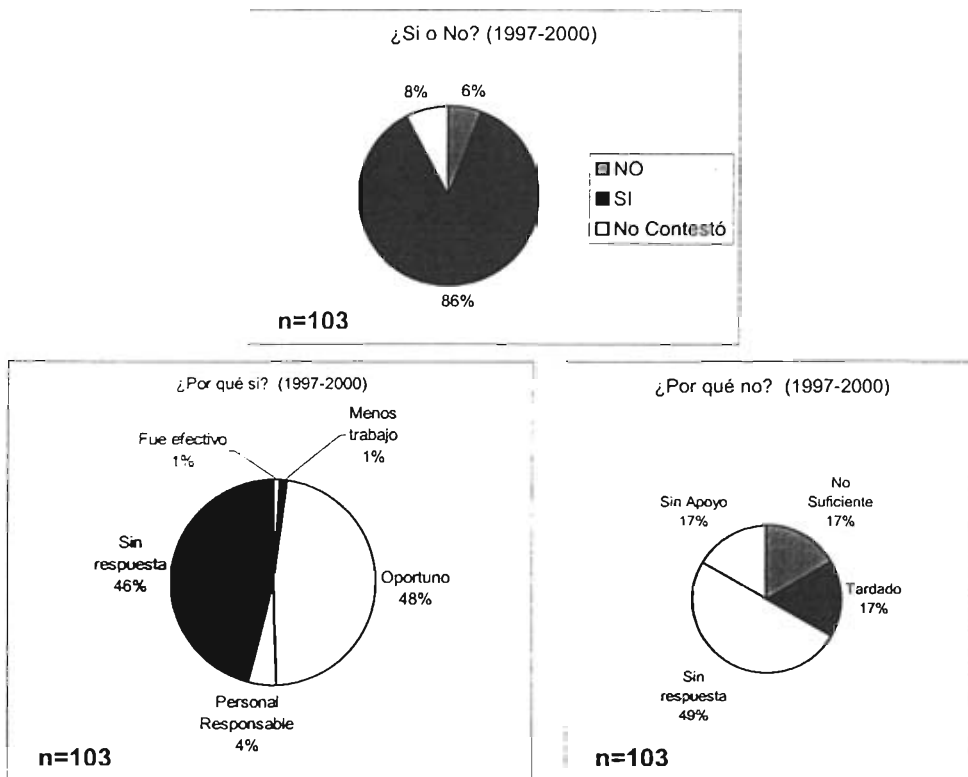 ¿Si o No? (1997-2000)
8%
6%
NO
SI
No Contestó
86%
n=103
¿Por qué si? (1997-2000)
Menos
trabajo
1%
Fue efectivo
1%
Sin
respuesta
46%
Oportuno
48%
Personal
Responsable
4%
n=103
¿Por qué no? (1997-2000)
No
Suficiente
17%
Sin Apoyo
17%
Tardado
17%
Sin
respuesta
49%
n=103